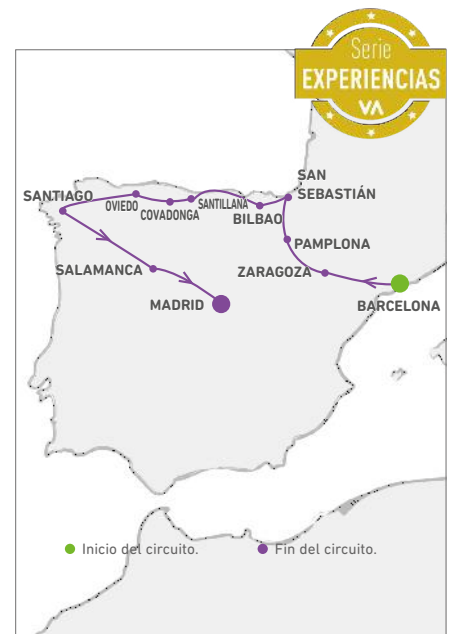 Serie
EXPERIENCIAS
VA
SAN
SEBASTIÁN
SANTIAGO
OVIEDO
COVADONGA
SANTILLANA
BILBAO
PAMPLONA
SALAMANCA
ZARAGOZA
MADRID
BARCELONA
Inicio del circuito.
Fin del circuito.